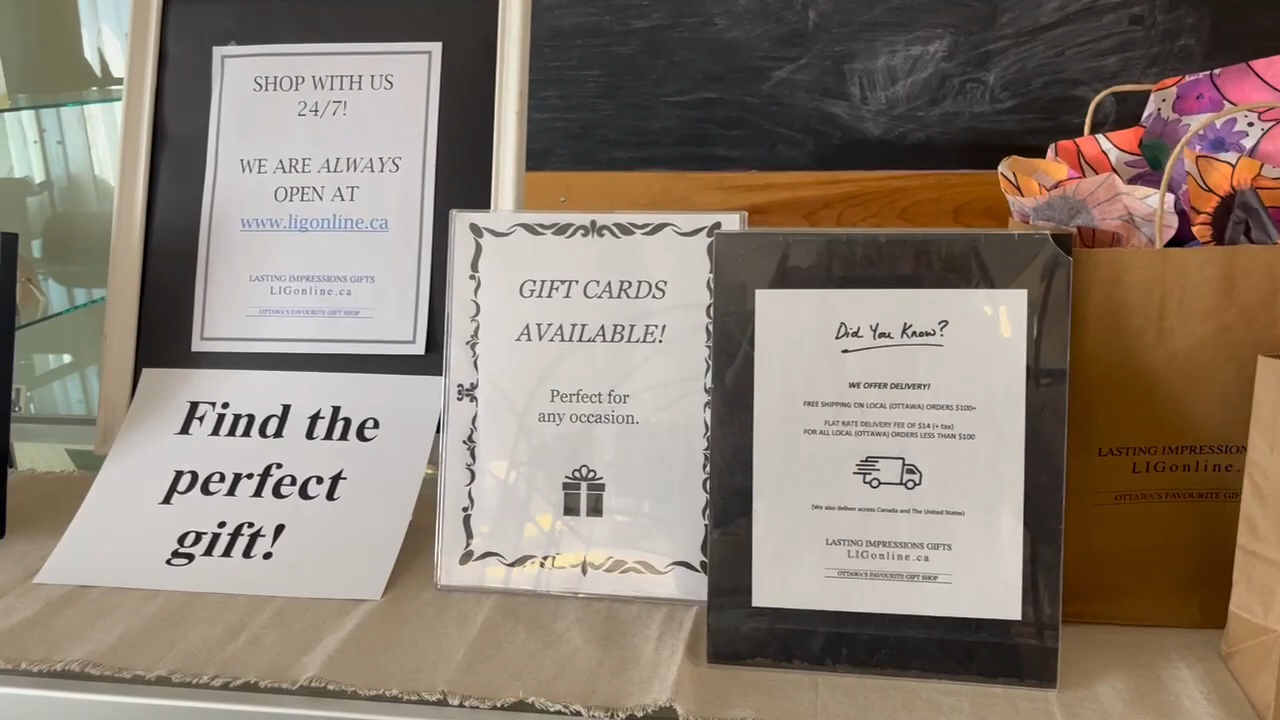 SHOP WITH US
24/7!
WE ARE ALWAYS
OPEN AT
www.ligonline.ca
LASTING IMPRESSIONS GIFTS
LIGonline.ca
OTTAWA'S FAVOURITE GIFT SHOP
Find the
perfect
gift!
GIFT CARDS
AVAILABLE!
Perfect for
any occasion.
Did You Know?
WE OFFER DELIVERY!
FREE SHIPPING ON LOCAL (OTTAWA) ORDERS $100+
FLAT RATE DELIVERY FEE OF $14 (+ tax)
FOR ALL LOCAL (OTTAWA) ORDERS LESS THAN $100
(We also deliver across Canada and The United States)
LASTING IMPRESSIONS GIFTS
LIGonline.ca
OTTAWA'S FAVOURITE GIFT SHOP
LASTING IMPRESSION
LIGonline.
OTTAWA'S FAVOURITE GIF